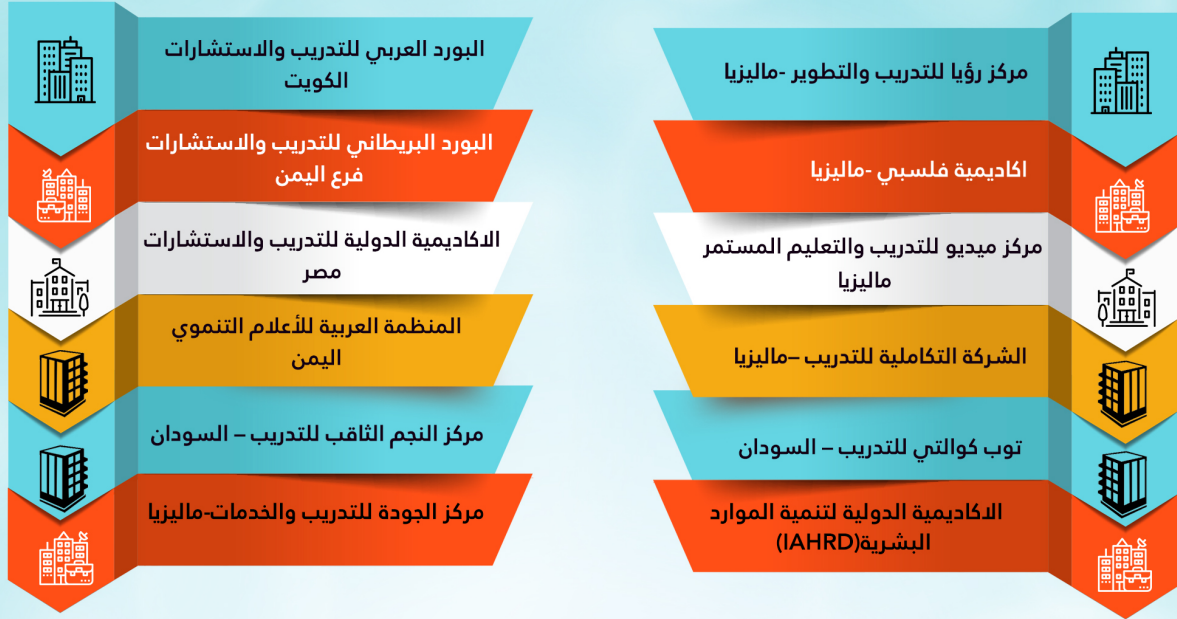 مركز رؤيا للتدريب والتطوير -ماليزيا
اكاديمية فلسبي -ماليزيا
مركز ميديو للتدريب والتعليم المستمر
ماليزيا
الشركة التكاملية للتدريب –ماليزيا
توب كوالتي للتدريب – السودان
الاكاديمية الدولية لتنمية الموارد
البشرية(IAHRD)
البورد العربي للتدريب والاستشارات
الكويت
البورد البريطاني للتدريب والاستشارات
فرع اليمن
الاكاديمية الدولية للتدريب والاستشارات
مصر
المنظمة العربية للأعلام التنموي
اليمن
مركز النجم الثاقب للتدريب – السودان
مركز الجودة للتدريب والخدمات-ماليزيا